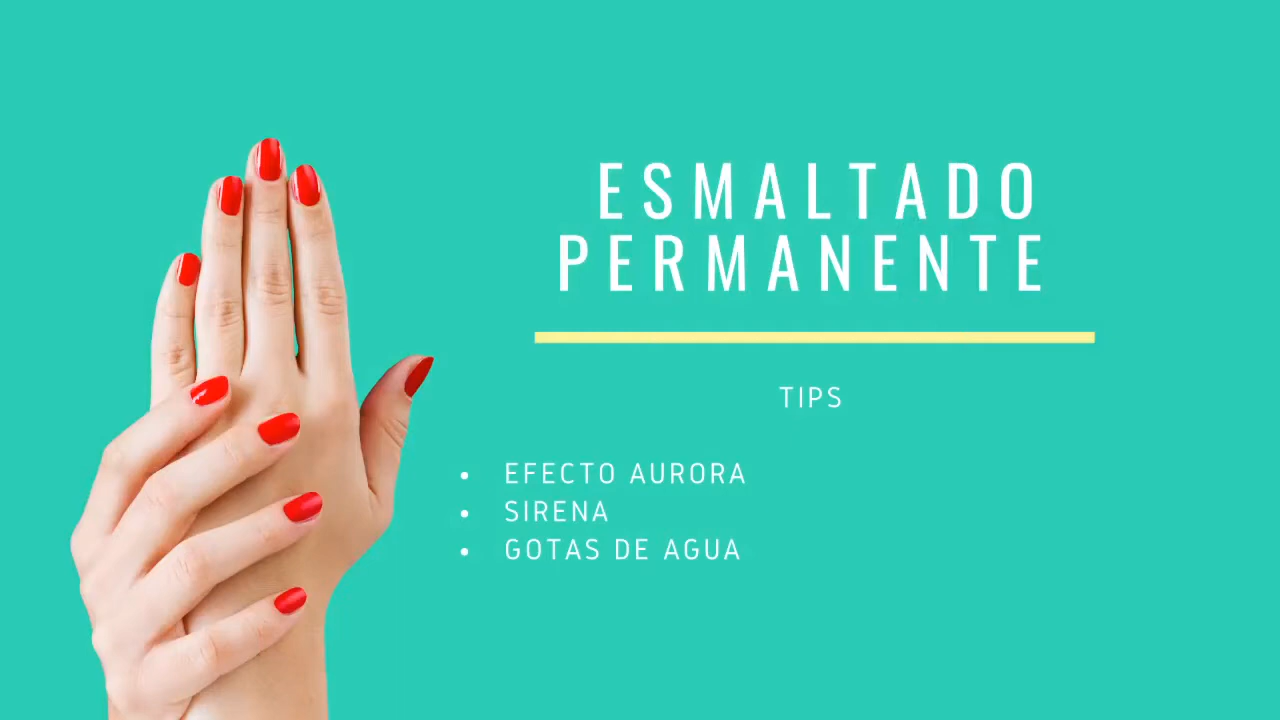 ESMALTADO
PERMANENTE
TIPS
• EFECTO AURORA
• SIRENA
• GOTAS DE AGUA